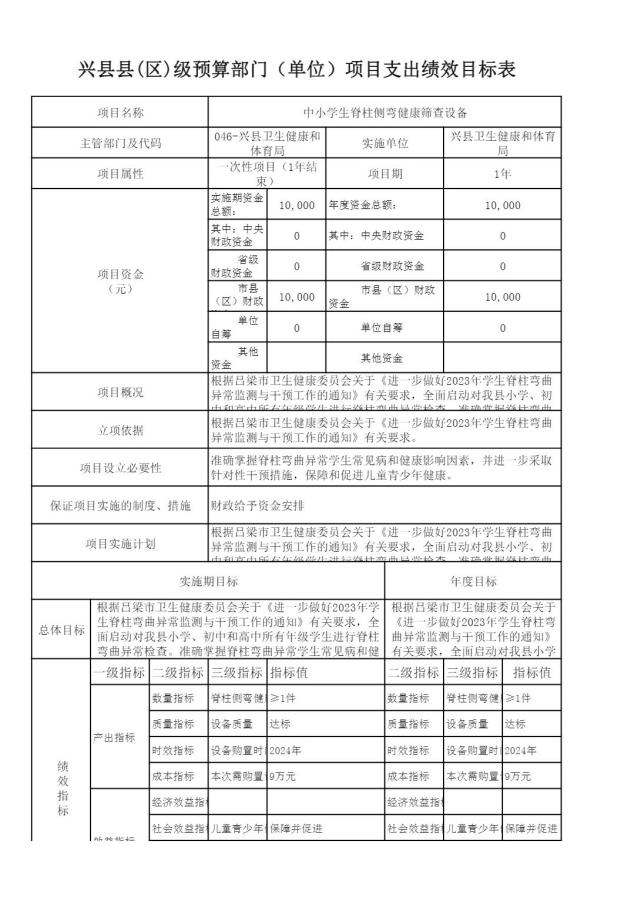 兴县县(区)级预算部门（单位）项目支出绩效目标表
项目名称 中小学生脊柱侧弯健康筛查设备
主管部门及代码 046-兴县卫生健康和体育局 实施单位 兴县卫生健康和体育局
项目属性 一次性项目（1年结束） 项目期 1年
项目资金（元）
实施期资金总额： 10,000 年度资金总额： 10,000
其中：中央财政资金 0 其中：中央财政资金 0
省级财政资金 0 省级财政资金 0
市县（区）财政 10,000 市县（区）财政资金 10,000
单位自筹 0 单位自筹 0
其他资金 其他资金
项目概况
根据吕梁市卫生健康委员会关于《进一步做好2023年学生脊柱弯曲
异常监测与干预工作的通知》有关要求，全面启动对我县小学、初
中和高中所有年级学生进行脊柱弯曲异常检查。准确掌握脊柱弯曲
立项依据
根据吕梁市卫生健康委员会关于《进一步做好2023年学生脊柱弯曲
异常监测与干预工作的通知》有关要求。
项目设立必要性
准确掌握脊柱弯曲异常学生常见病和健康影响因素，并进一步采取
针对性干预措施，保障和促进儿童青少年健康。
保证项目实施的制度、措施 财政给予资金安排
项目实施计划
根据吕梁市卫生健康委员会关于《进一步做好2023年学生脊柱弯曲
异常监测与干预工作的通知》有关要求，全面启动对我县小学、初
中和高中所有年级学生进行脊柱弯曲异常检查。准确掌握脊柱弯曲
实施期目标 年度目标
总体目标
根据吕梁市卫生健康委员会关于《进一步做好2023年学
生脊柱弯曲异常监测与干预工作的通知》有关要求，全
面启动对我县小学、初中和高中所有年级学生进行脊柱
弯曲异常检查。准确掌握脊柱弯曲异常学生常见病和健
根据吕梁市卫生健康委员会关于
《进一步做好2023年学生脊柱弯
曲异常监测与干预工作的通知》
有关要求，全面启动对我县小学
绩效指标
一级指标 二级指标 三级指标 指标值 二级指标 三级指标 指标值
产出指标
数量指标 脊柱侧弯健 ≥1件 数量指标 脊柱侧弯健 ≥1件
质量指标 设备质量 达标 质量指标 设备质量 达标
时效指标 设备购置时 2024年 时效指标 设备购置时 2024年
成本指标 本次需购置 9万元 成本指标 本次需购置 9万元
效益指标
经济效益指 经济效益指
社会效益指 儿童青少年 保障并促进 社会效益指 儿童青少年 保障并促进